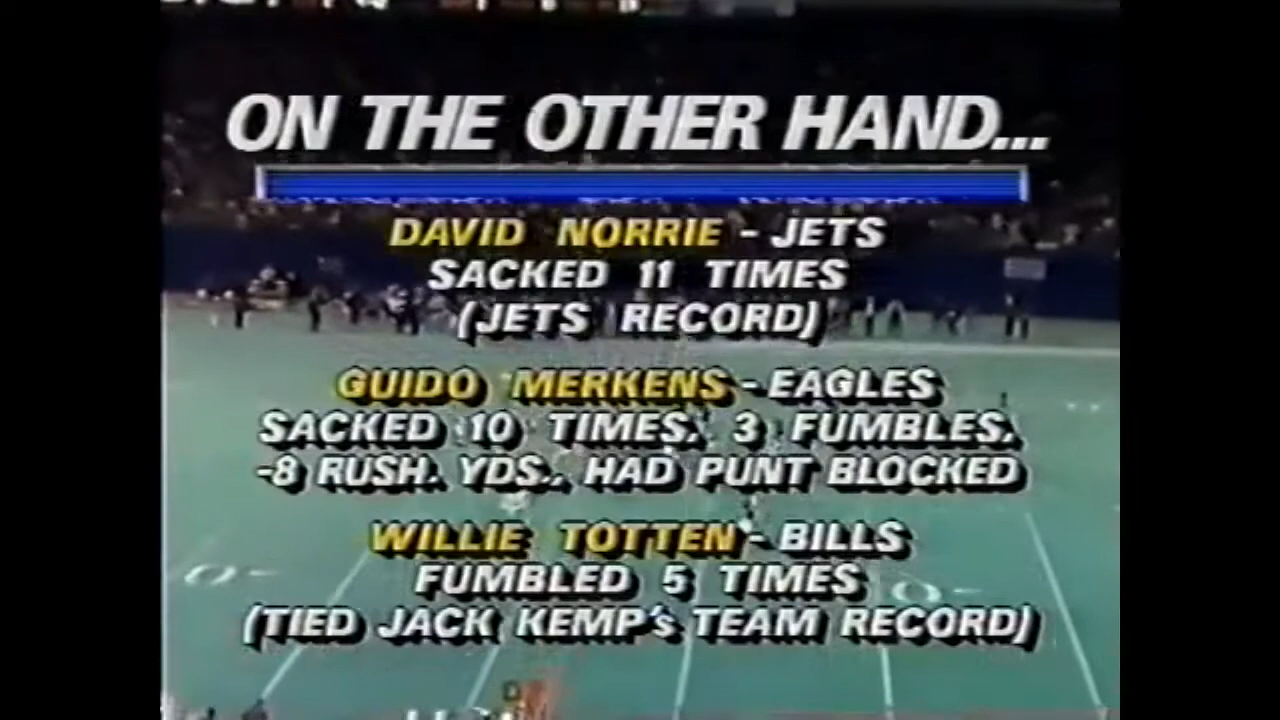 ON THE OTHER HAND...
DAVID NORRIE - JETS
SACKED 11 TIMES
(JETS RECORD)
GUIDO MERKENS - EAGLES
SACKED 10 TIMES, 3 FUMBLES,
-8 RUSH. YDS., HAD PUNT BLOCKED
WILLIE TOTTEN - BILLS
FUMBLED 5 TIMES
(TIED JACK KEMP's TEAM RECORD)